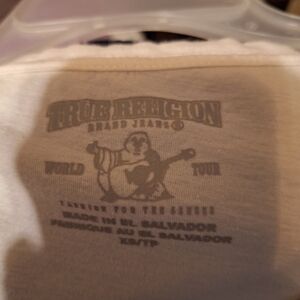 TRUE RELIGION
BRAND JEANS
WORLD TOUR
FASHION FOR THE SENSES
MADE IN EL SALVADOR
FABRIQUE AU EL SALVADOR
XS/TP